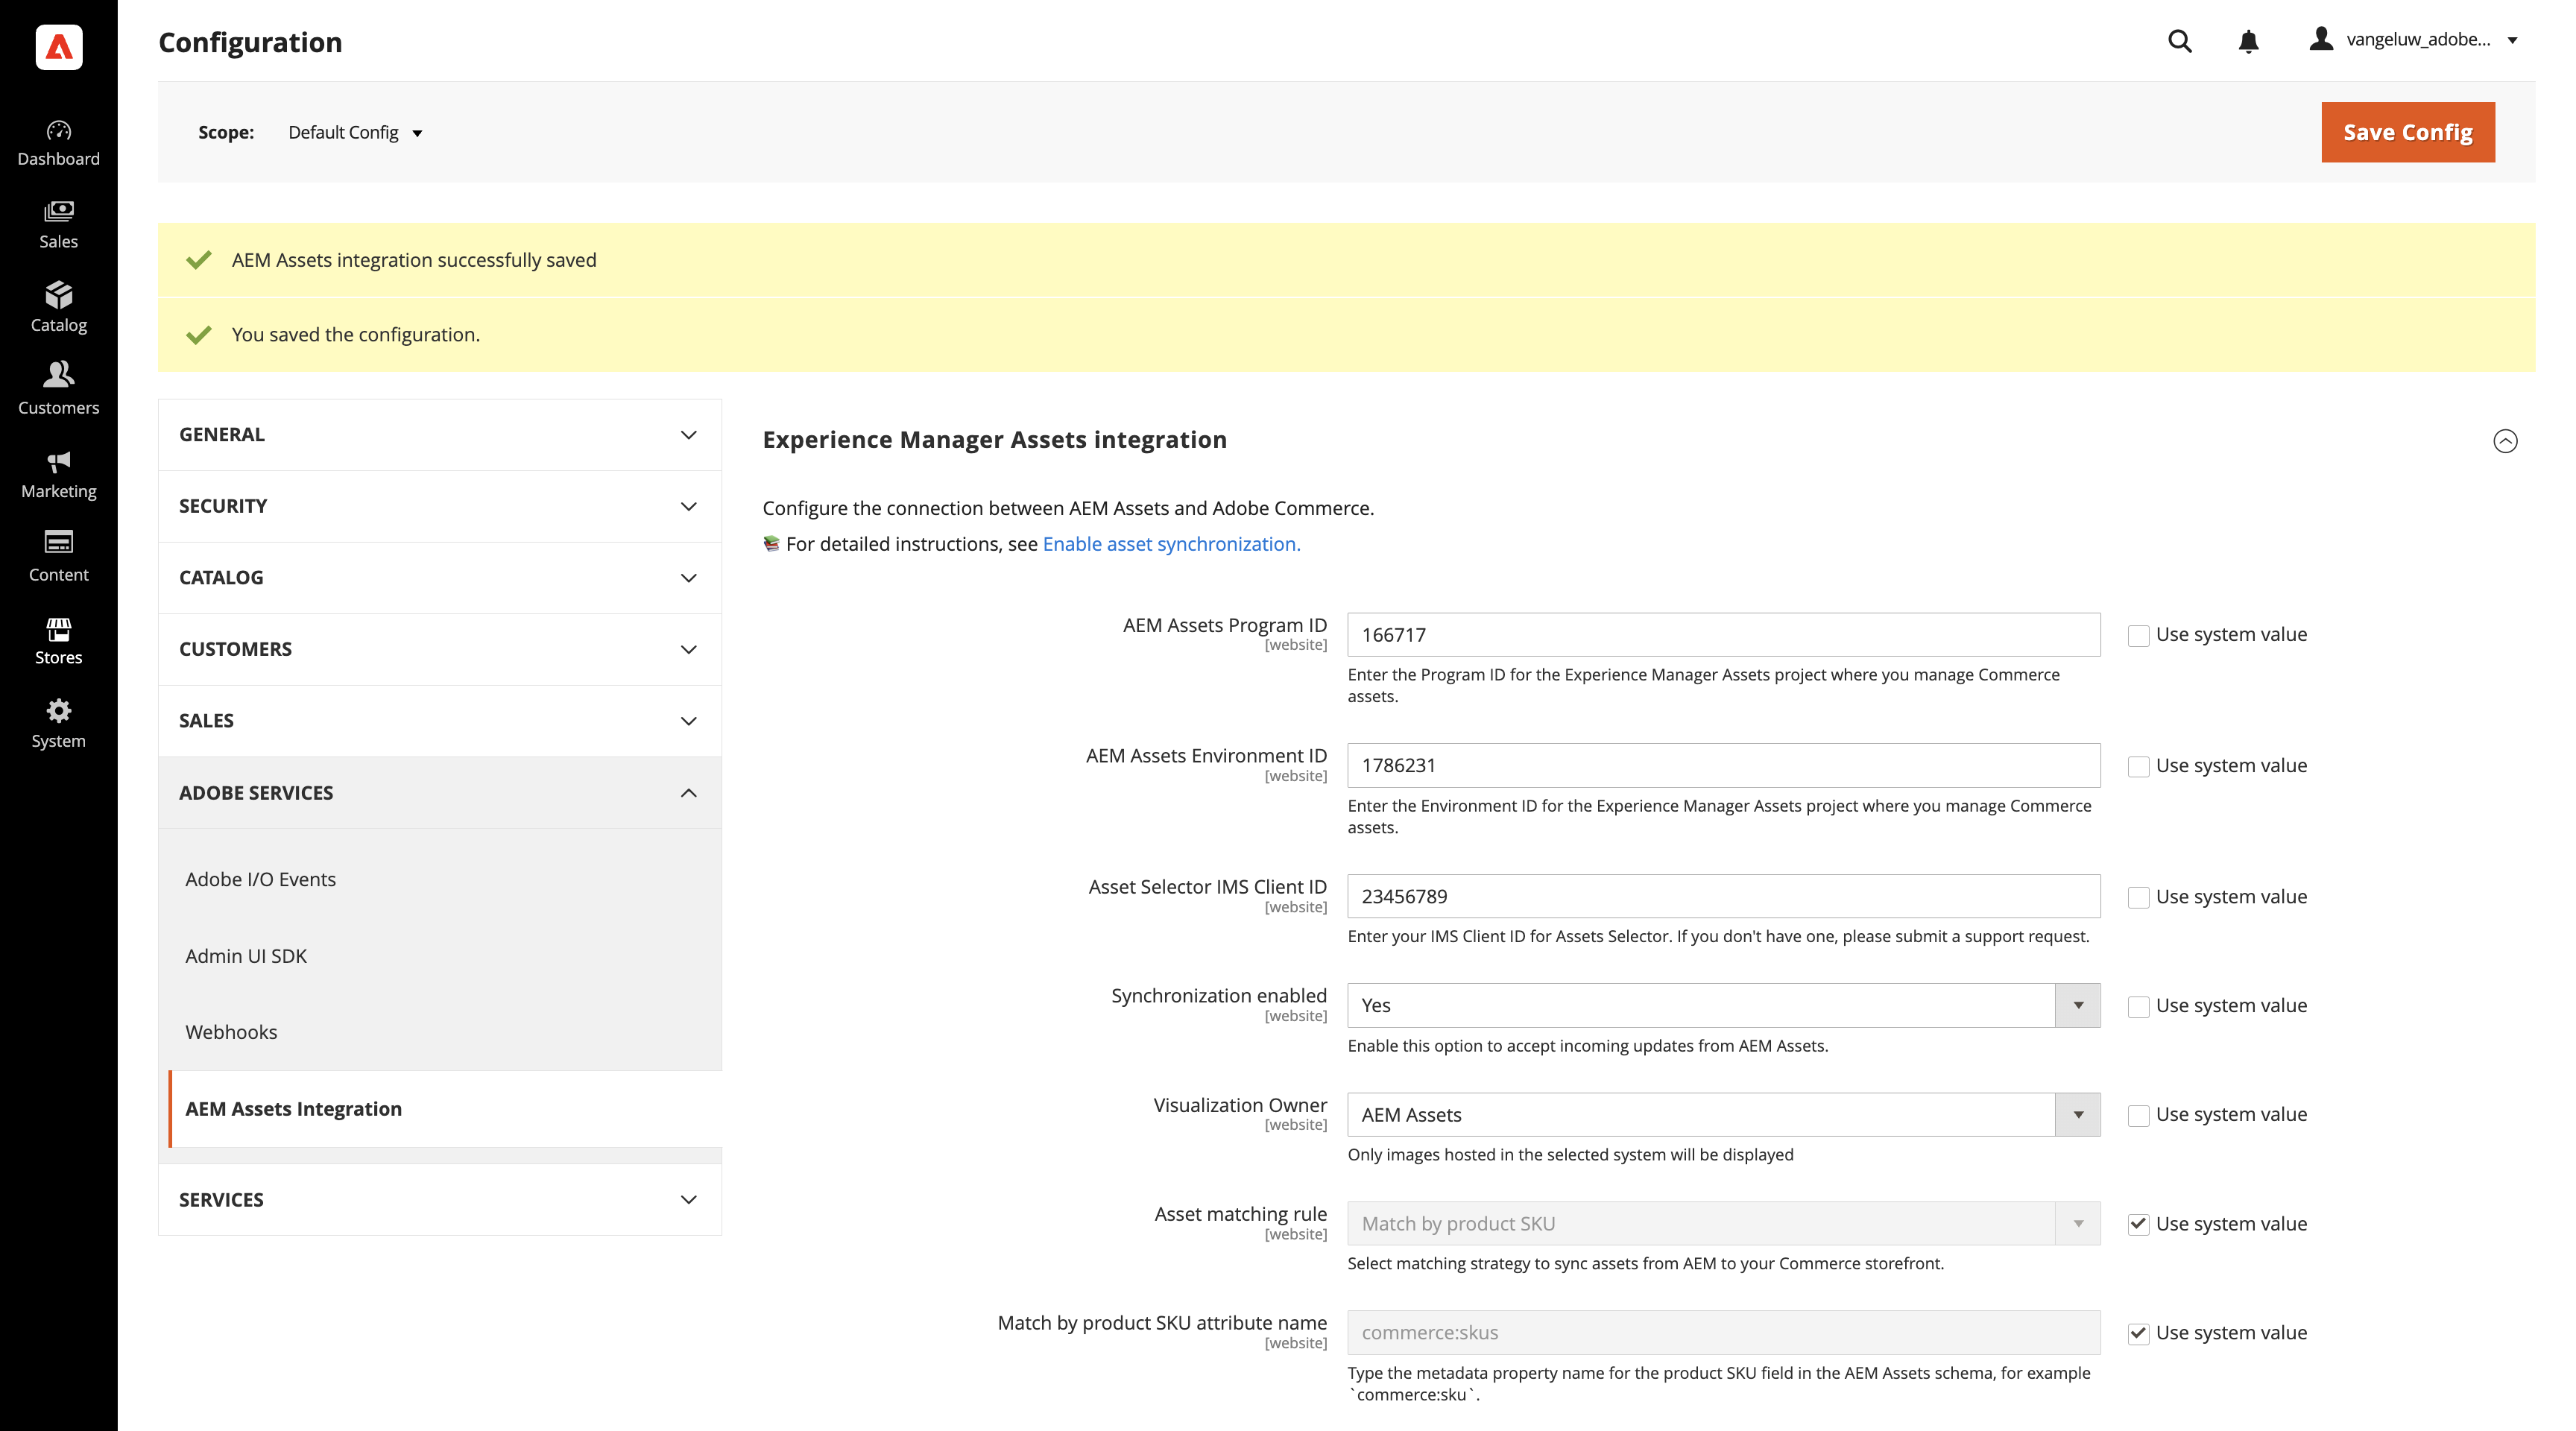 Configuration
vangeluw_adobe...
Scope:
Default Config
Save Config
Dashboard
Sales
Catalog
Customers
Marketing
Content
Stores
System
AEM Assets integration successfully saved
You saved the configuration.
GENERAL
SECURITY
CATALOG
CUSTOMERS
SALES
ADOBE SERVICES
Adobe I/O Events
Admin UI SDK
Webhooks
AEM Assets Integration
SERVICES
Experience Manager Assets integration
Configure the connection between AEM Assets and Adobe Commerce.
For detailed instructions, see Enable asset synchronization.
AEM Assets Program ID
[website]
166717
Use system value
Enter the Program ID for the Experience Manager Assets project where you manage Commerce
assets.
AEM Assets Environment ID
[website]
1786231
Use system value
Enter the Environment ID for the Experience Manager Assets project where you manage Commerce
assets.
Asset Selector IMS Client ID
[website]
23456789
Use system value
Enter your IMS Client ID for Assets Selector. If you don't have one, please submit a support request.
Synchronization enabled
[website]
Yes
Use system value
Enable this option to accept incoming updates from AEM Assets.
Visualization Owner
[website]
AEM Assets
Use system value
Only images hosted in the selected system will be displayed
Asset matching rule
[website]
Match by product SKU
Use system value
Select matching strategy to sync assets from AEM to your Commerce storefront.
Match by product SKU attribute name
[website]
commerce:skus
Use system value
Type the metadata property name for the product SKU field in the AEM Assets schema, for example
`commerce:sku`.